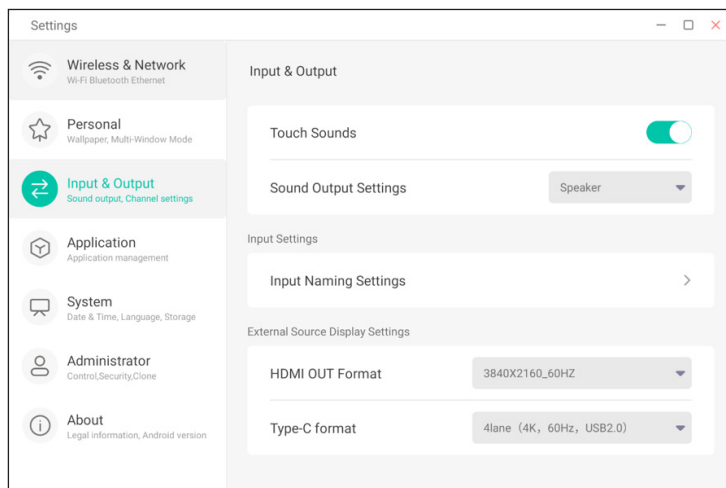 Settings
Wireless & Network
Wi-Fi Bluetooth Ethernet
Personal
Wallpaper, Multi-Window Mode
Input & Output
Sound output, Channel settings
Application
Application management
System
Date & Time, Language, Storage
Administrator
Control,Security,Clone
About
Legal information, Android version
Input & Output
Touch Sounds
Sound Output Settings
Speaker
Input Settings
Input Naming Settings
External Source Display Settings
HDMI OUT Format
3840X2160_60HZ
Type-C format
4lane（4K，60Hz，USB2.0）